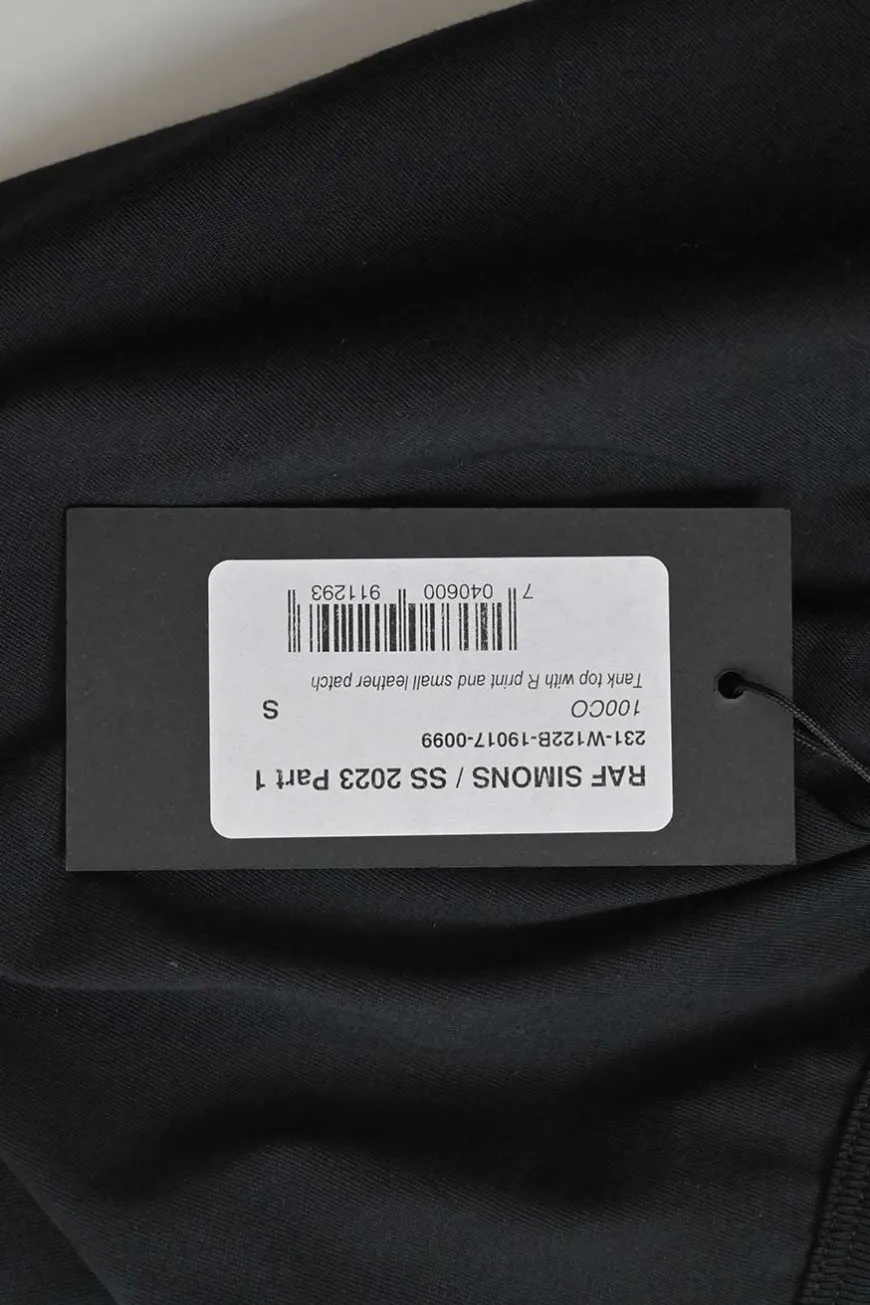 RAF SIMONS / SS 2023 Part 1
231-W122B-19017-0099
100CO S
Tank top with R print and small leather patch
7 040600 911293